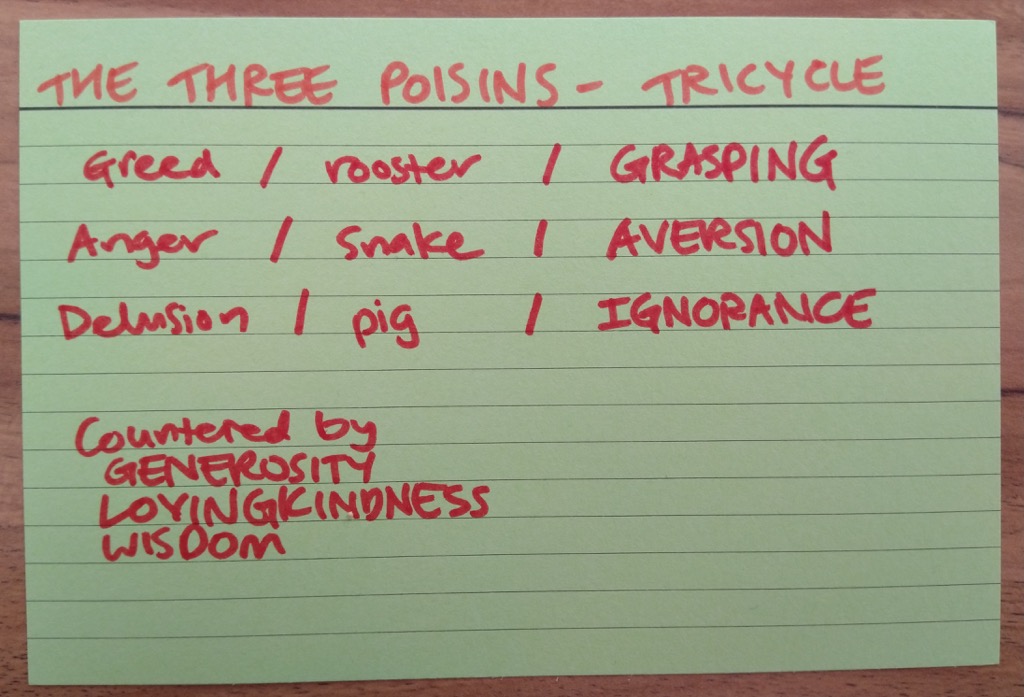 THE THREE POISINS - TRICYCLE
Greed / rooster / GRASPING
Anger / snake / AVERSION
Delusion / pig / IGNORANCE
Countered by
GENEROSITY
LOVINGKINDNESS
WISDOM